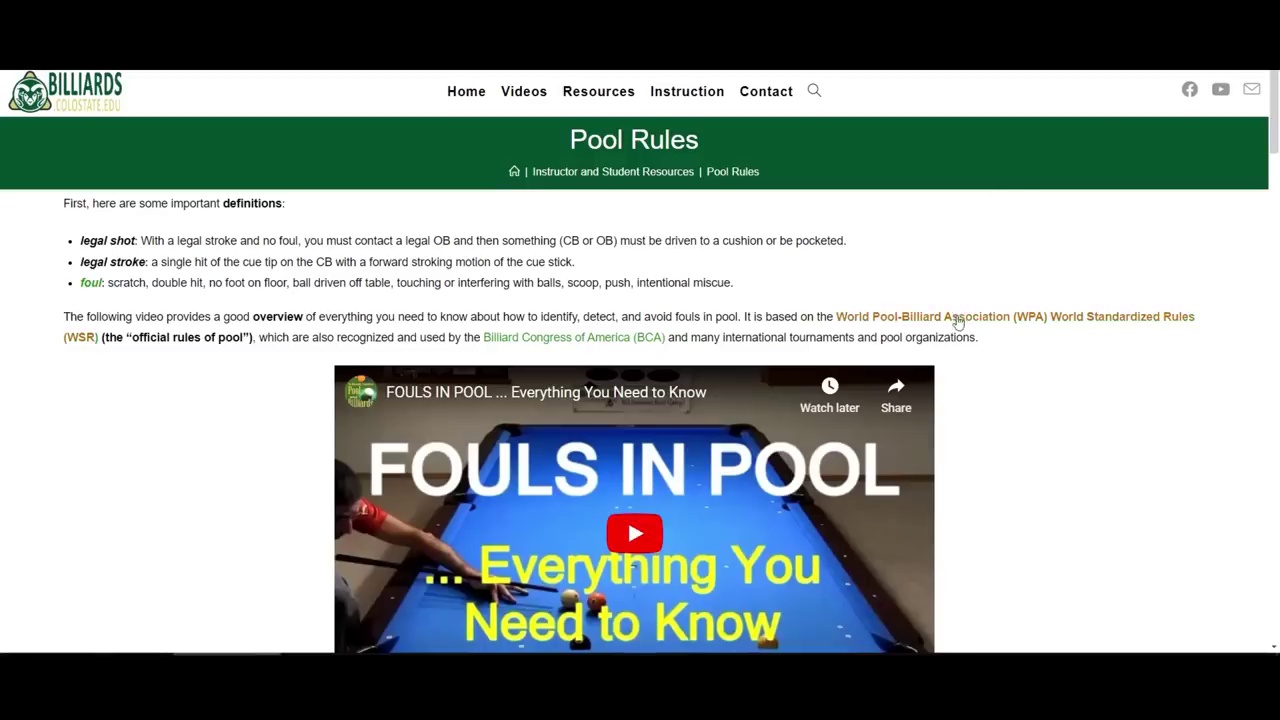 BILLIARDS
COLOSTATE.EDU
Home Videos Resources Instruction Contact
Pool Rules
| Instructor and Student Resources | Pool Rules
First, here are some important definitions:
• legal shot: With a legal stroke and no foul, you must contact a legal OB and then something (CB or OB) must be driven to a cushion or be pocketed.
• legal stroke: a single hit of the cue tip on the CB with a forward stroking motion of the cue stick.
• foul: scratch, double hit, no foot on floor, ball driven off table, touching or interfering with balls, scoop, push, intentional miscue.
The following video provides a good overview of everything you need to know about how to identify, detect, and avoid fouls in pool. It is based on the World Pool-Billiard Association (WPA) World Standardized Rules
(WSR) (the “official rules of pool”), which are also recognized and used by the Billiard Congress of America (BCA) and many international tournaments and pool organizations.
FOULS IN POOL ... Everything You Need to Know
Watch later Share
FOULS IN POOL
... Everything You
Need to Know